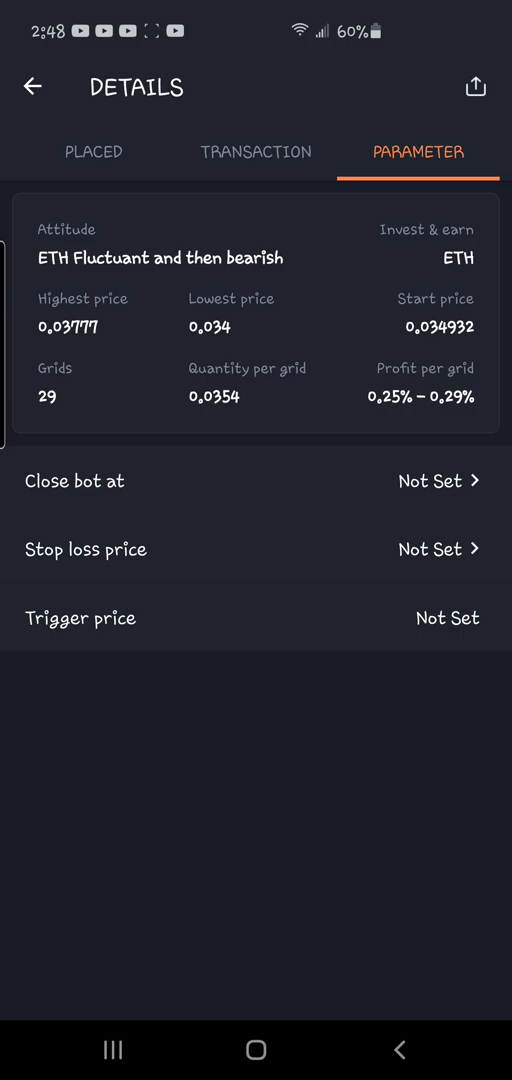 2:48 60%
DETAILS
PLACED TRANSACTION PARAMETER
Attitude Invest & earn
ETH Fluctuant and then bearish ETH
Highest price Lowest price Start price
0.03777 0.034 0.034932
Grids Quantity per grid Profit per grid
29 0.0354 0.25% – 0.29%
Close bot at Not Set
Stop loss price Not Set
Trigger price Not Set